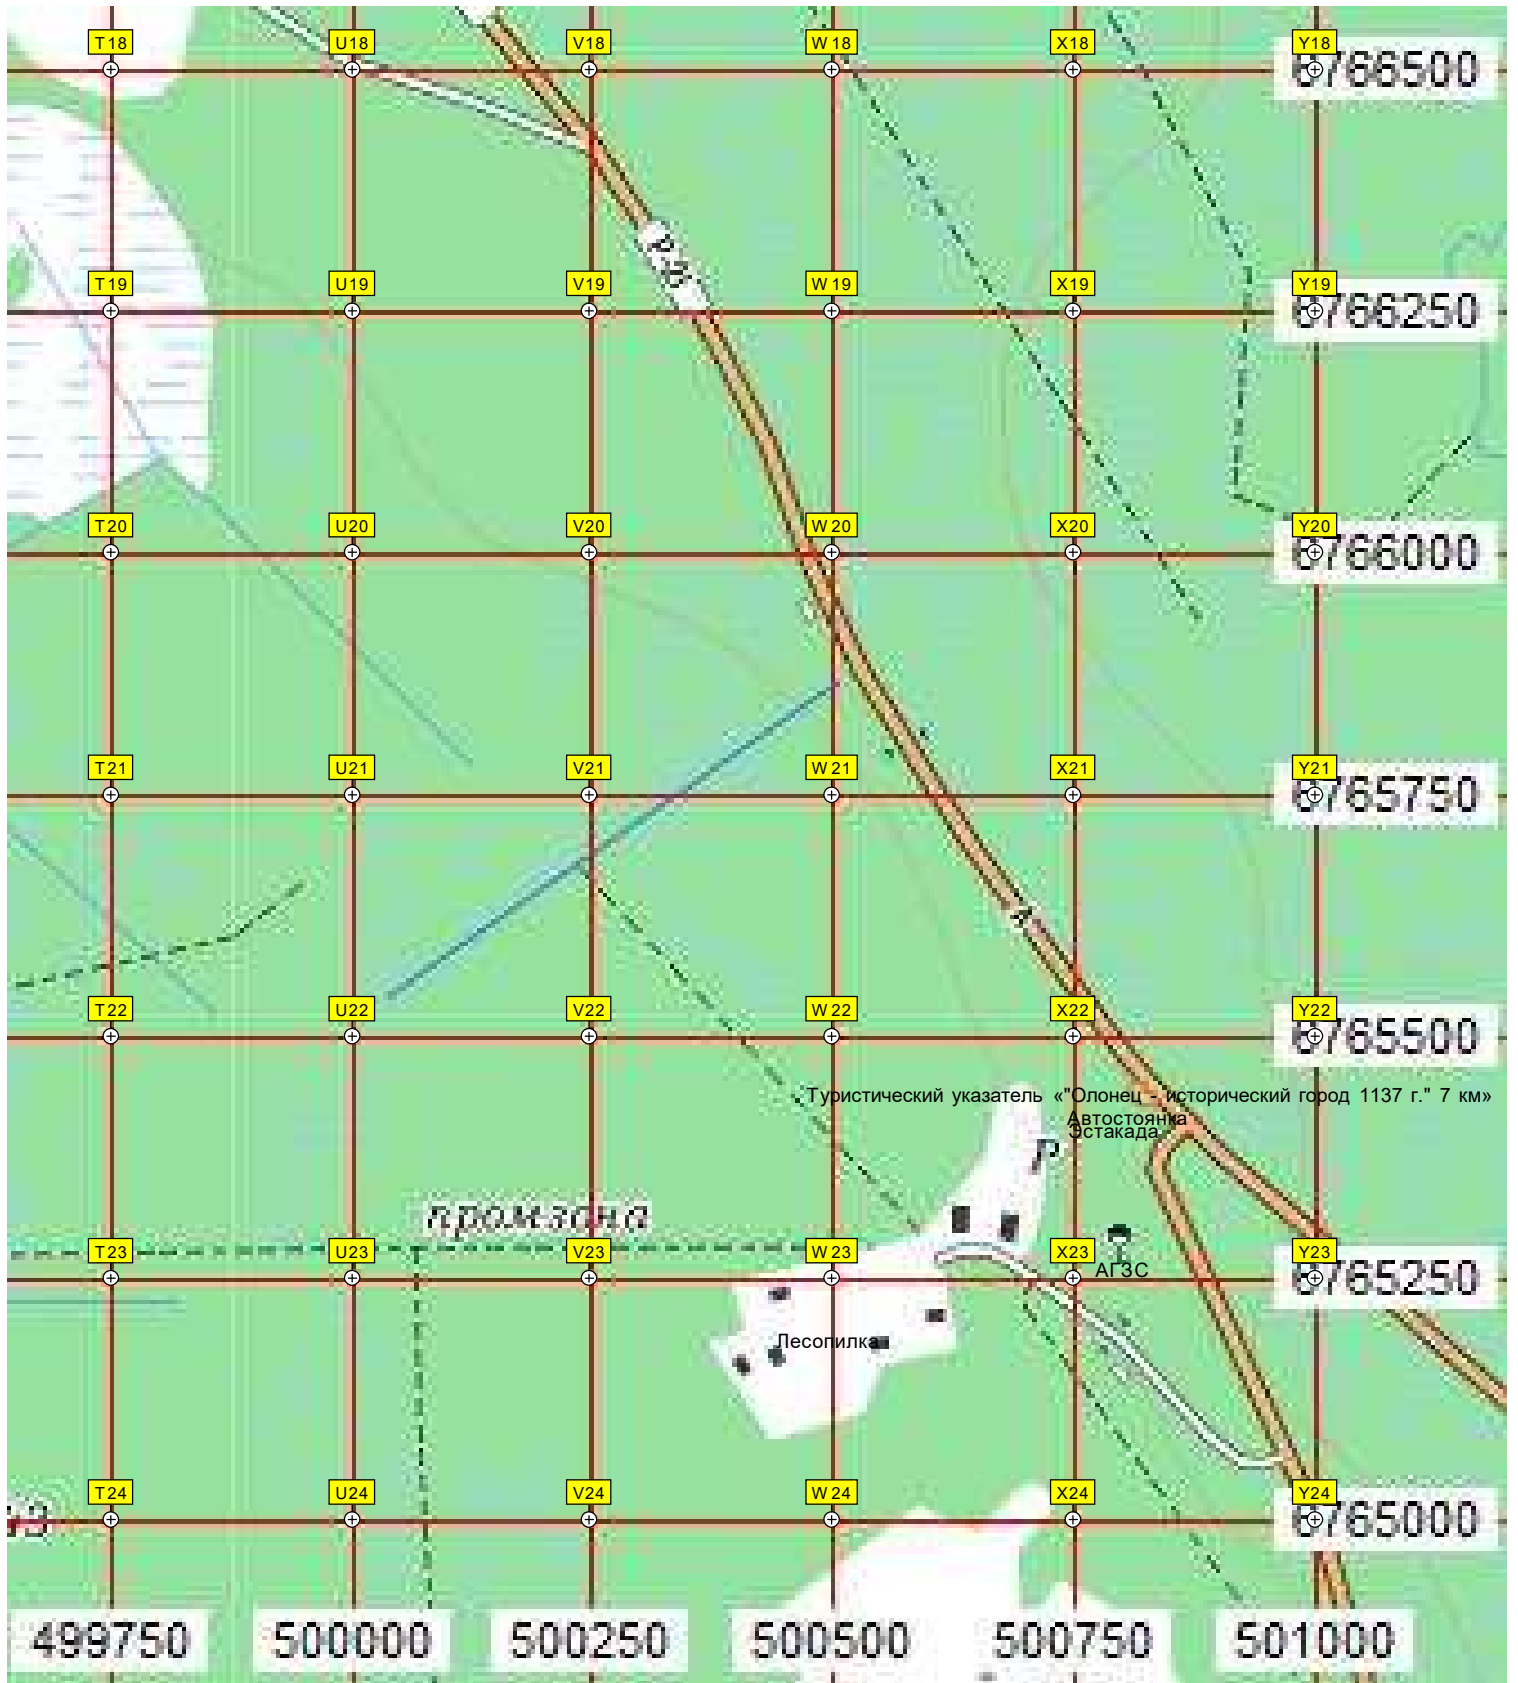 T18 U18 V18 W18 X18 Y18
6766500
T19 U19 V19 W19 X19 Y19
6766250
T20 U20 V20 W20 X20 Y20
6766000
T21 U21 V21 W21 X21 Y21
6765750
T22 U22 V22 W22 X22 Y22
6765500
Туристический указатель «"Олонец - исторический город 1137 г." 7 км»
Автостоянка
Эстакада
P
промзона
T23 U23 V23 W23 X23 Y23
6765250
АГЗС
Лесопилка
T24 U24 V24 W24 X24 Y24
6765000
499750 500000 500250 500500 500750 501000